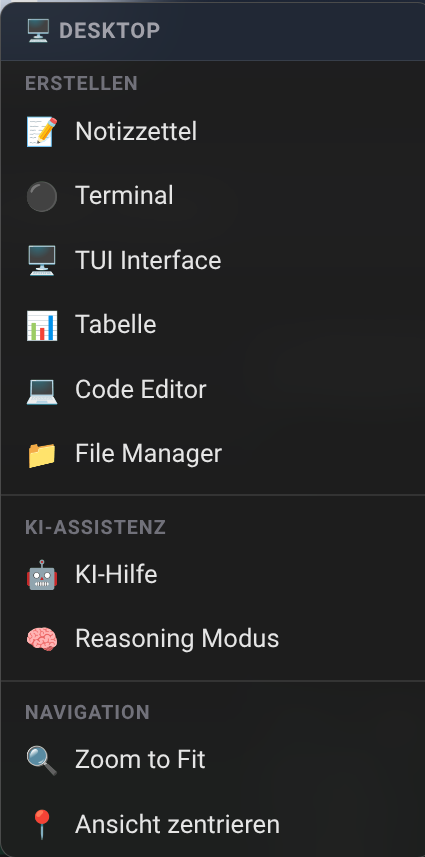 DESKTOP
ERSTELLEN
Notizzettel
Terminal
TUI Interface
Tabelle
Code Editor
File Manager
KI-ASSISTENZ
KI-Hilfe
Reasoning Modus
NAVIGATION
Zoom to Fit
Ansicht zentrieren